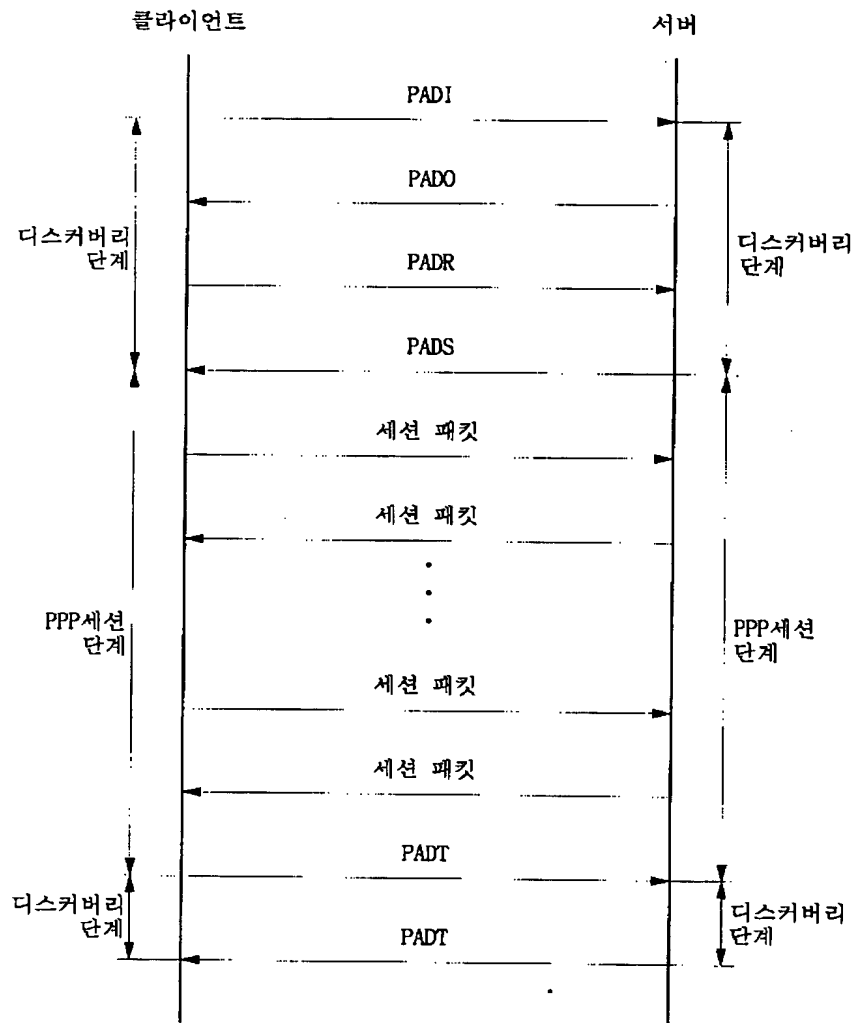 클라이언트
서버
PADI
PADO
디스커버리
단계
디스커버리
단계
PADR
PADS
세션 패킷
세션 패킷
PPP세션
단계
PPP세션
단계
세션 패킷
세션 패킷
PADT
디스커버리
단계
디스커버리
단계
PADT